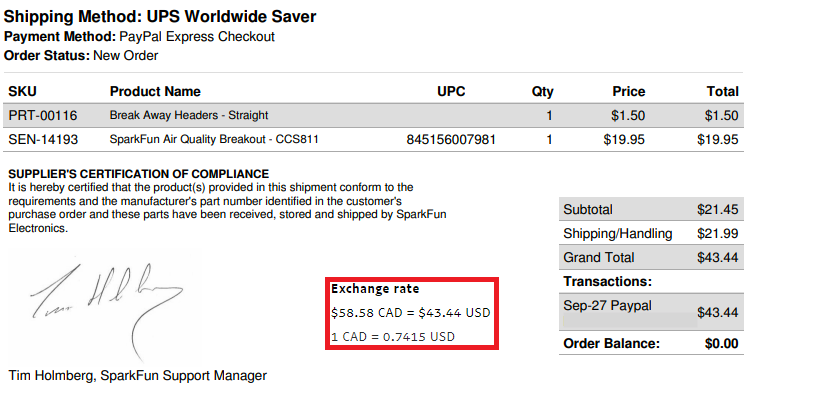 Shipping Method: UPS Worldwide Saver
Payment Method: PayPal Express Checkout
Order Status: New Order
SKU Product Name UPC Qty Price Total
PRT-00116 Break Away Headers - Straight 1 $1.50 $1.50
SEN-14193 SparkFun Air Quality Breakout - CCS811 845156007981 1 $19.95 $19.95
SUPPLIER'S CERTIFICATION OF COMPLIANCE
It is hereby certified that the product(s) provided in this shipment conform to the
requirements and the manufacturer's part number identified in the customer's
purchase order and these parts have been received, stored and shipped by SparkFun
Electronics.
Subtotal $21.45
Shipping/Handling $21.99
Grand Total $43.44
Transactions:
Sep-27 Paypal $43.44
Order Balance: $0.00
Exchange rate
$58.58 CAD = $43.44 USD
1 CAD = 0.7415 USD
Tim Holmberg, SparkFun Support Manager